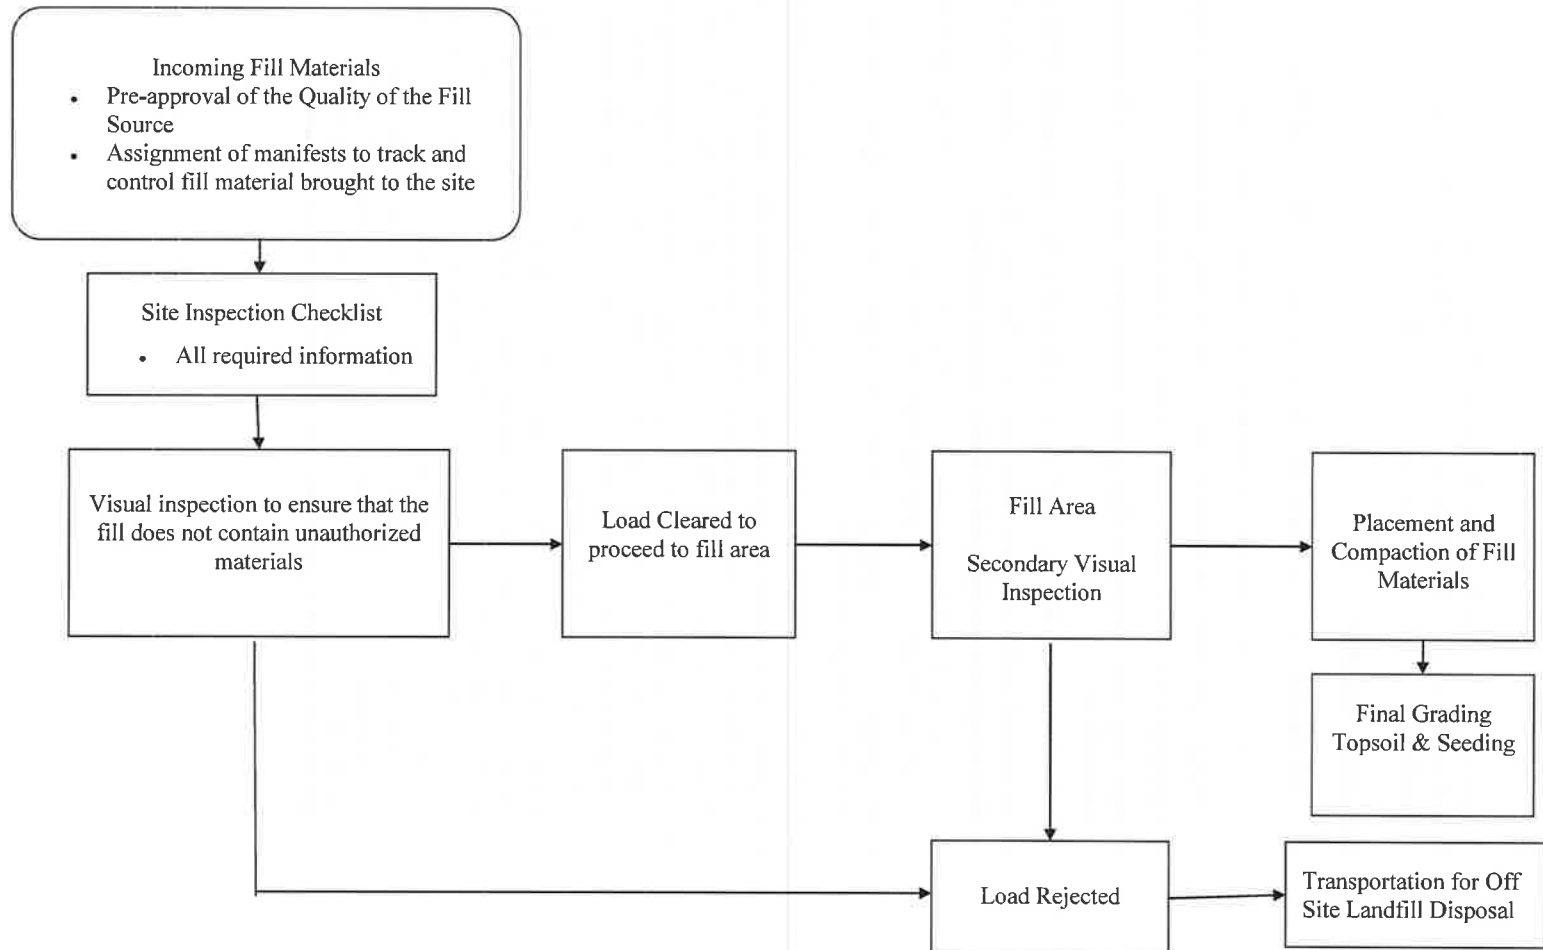 Incoming Fill Materials
• Pre-approval of the Quality of the Fill
Source
• Assignment of manifests to track and
control fill material brought to the site
Site Inspection Checklist
• All required information
Visual inspection to ensure that the
fill does not contain unauthorized
materials
Load Cleared to
proceed to fill area
Fill Area
Secondary Visual
Inspection
Placement and
Compaction of Fill
Materials
Final Grading
Topsoil & Seeding
Load Rejected
Transportation for Off
Site Landfill Disposal